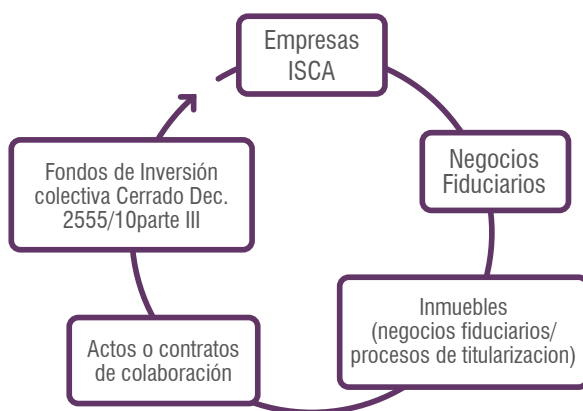 Empresas
ISCA
Negocios
Fiduciarios
Inmuebles
(negocios fiduciarios/
procesos de titularizacion)
Actos o contratos
de colaboración
Fondos de Inversión
colectiva Cerrado Dec.
2555/10parte III